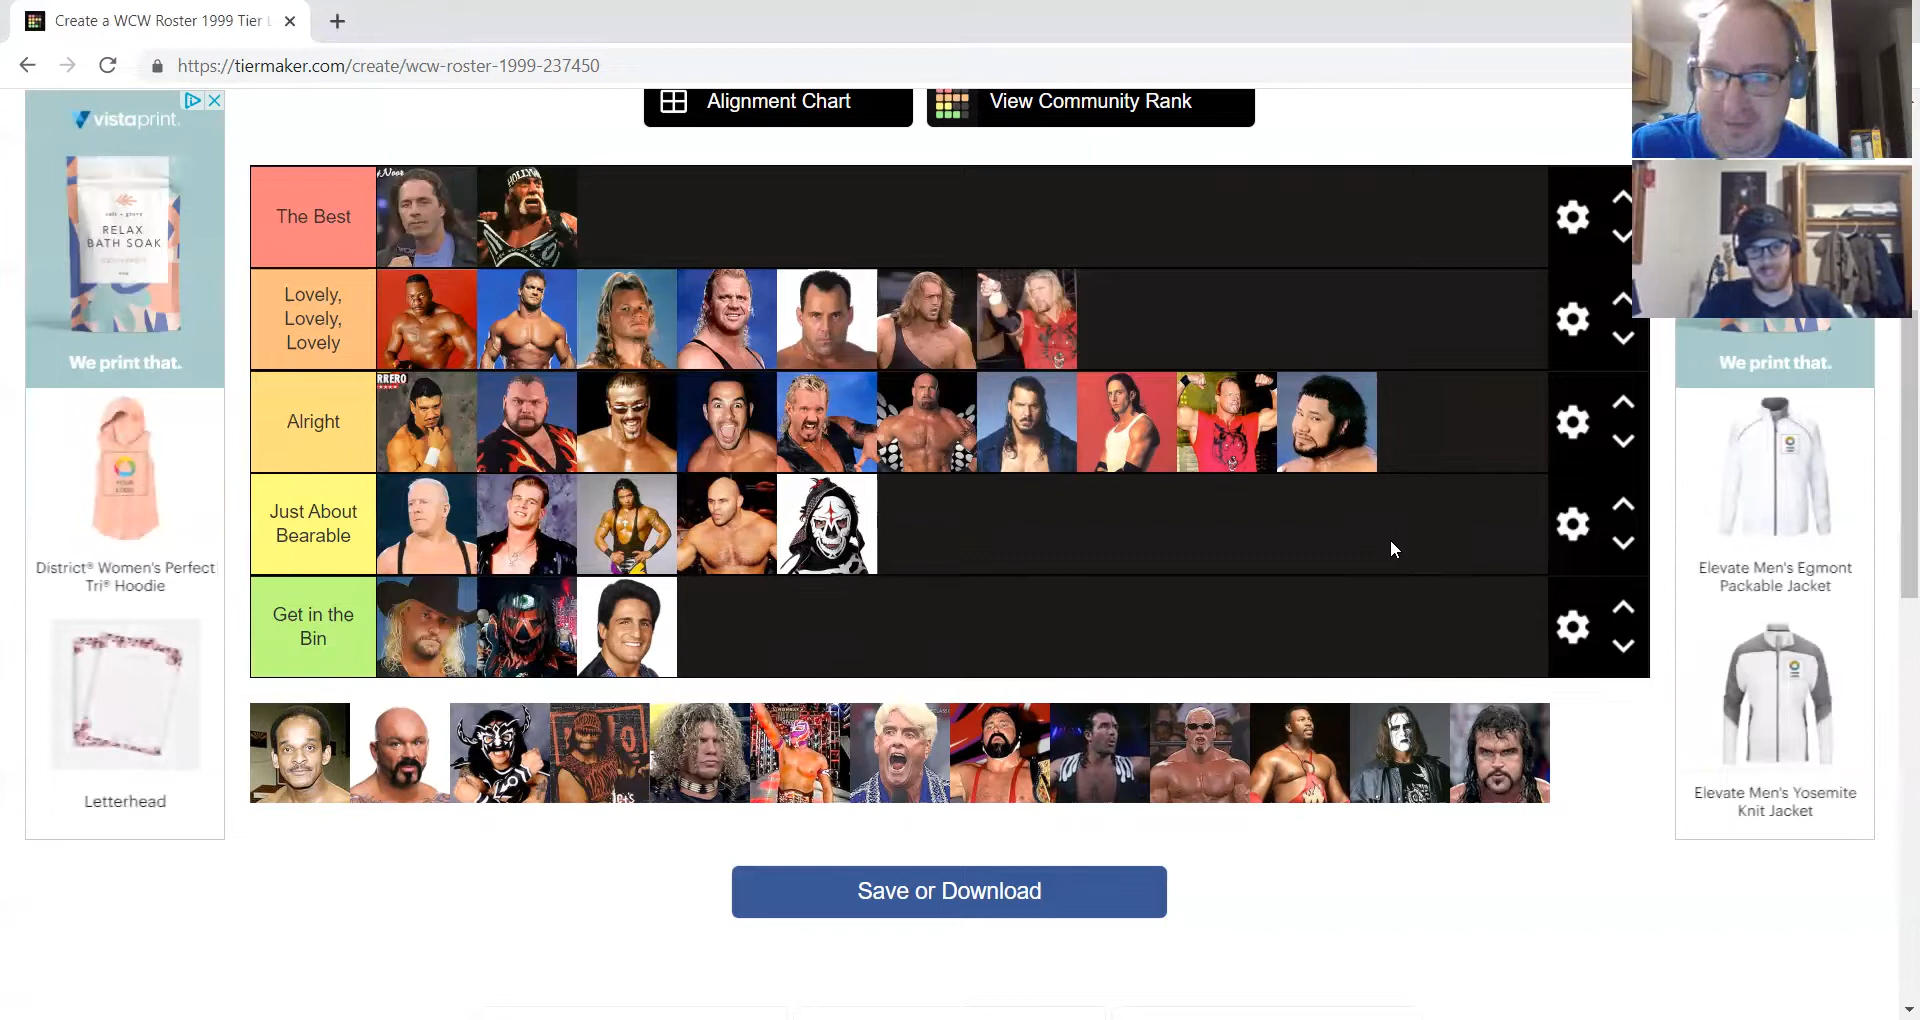 Create a WCW Roster 1999 Tier L
https://tiermaker.com/create/wcw-roster-1999-237450
Alignment Chart
View Community Rank
vistaprint.
RELAX
BATH SOAK
We print that.
District® Women's Perfect
Tri® Hoodie
Letterhead
The Best
HOLLYW
Lovely,
Lovely,
Lovely
Alright
RRERO
Just About
Bearable
Get in the
Bin
We print that.
Elevate Men's Egmont
Packable Jacket
Elevate Men's Yosemite
Knit Jacket
Save or Download